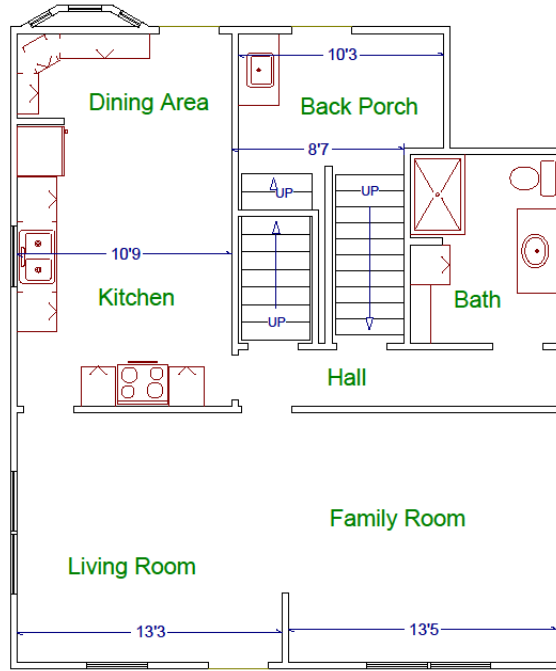 10'3
Dining Area
Back Porch
8'7
UP
UP
10'9
Kitchen
UP
Bath
Hall
Family Room
Living Room
13'3
13'5